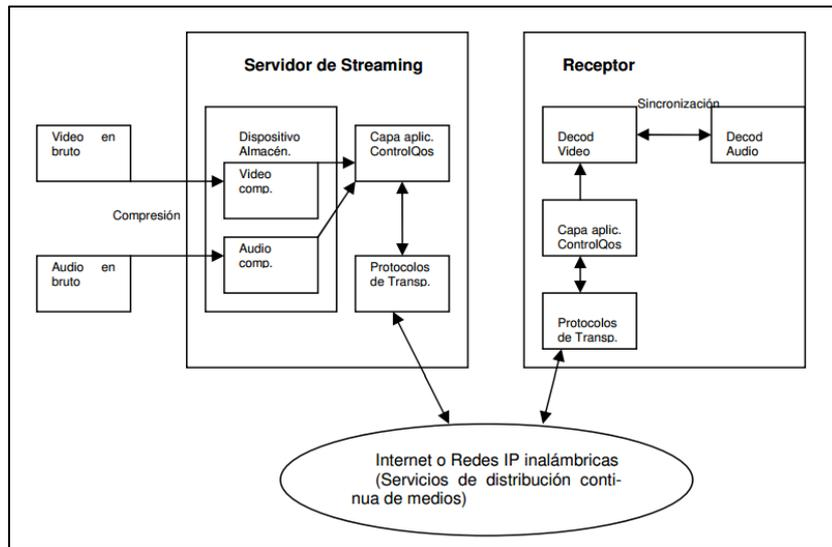 Servidor de Streaming
Receptor
Sincronización
Video en
bruto
Dispositivo
Almacén.
Capa aplic.
ControlQos
Decod
Video
Decod
Audio
Video
comp.
Compresión
Capa aplic.
ControlQos
Audio en
bruto
Audio
comp.
Protocolos
de Transp.
Protocolos
de Transp.
Internet o Redes IP inalámbricas
(Servicios de distribución conti-
nua de medios)